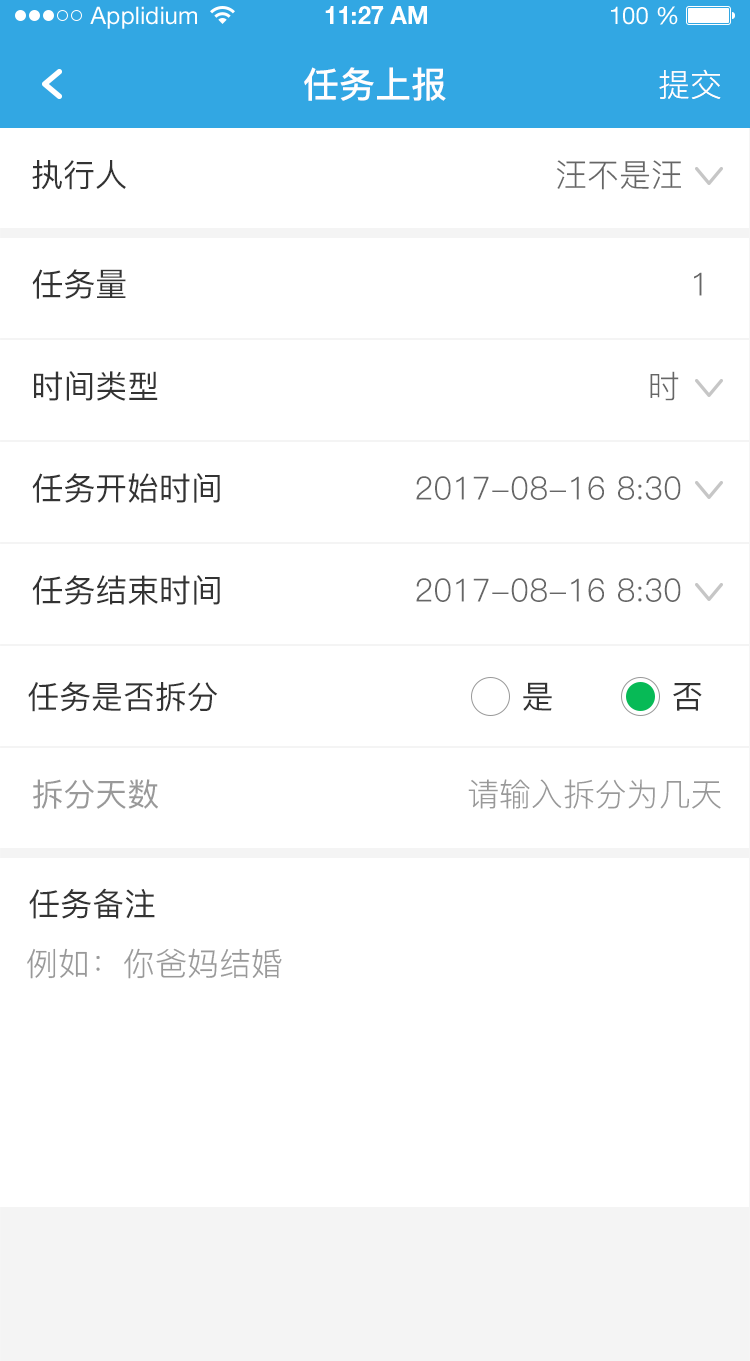 Applidium 11:27 AM 100 %
任务上报 提交
执行人 汪不是汪
任务量 1
时间类型 时
任务开始时间 2017-08-16 8:30
任务结束时间 2017-08-16 8:30
任务是否拆分 是 否
拆分天数 请输入拆分为几天
任务备注
例如：你爸妈结婚